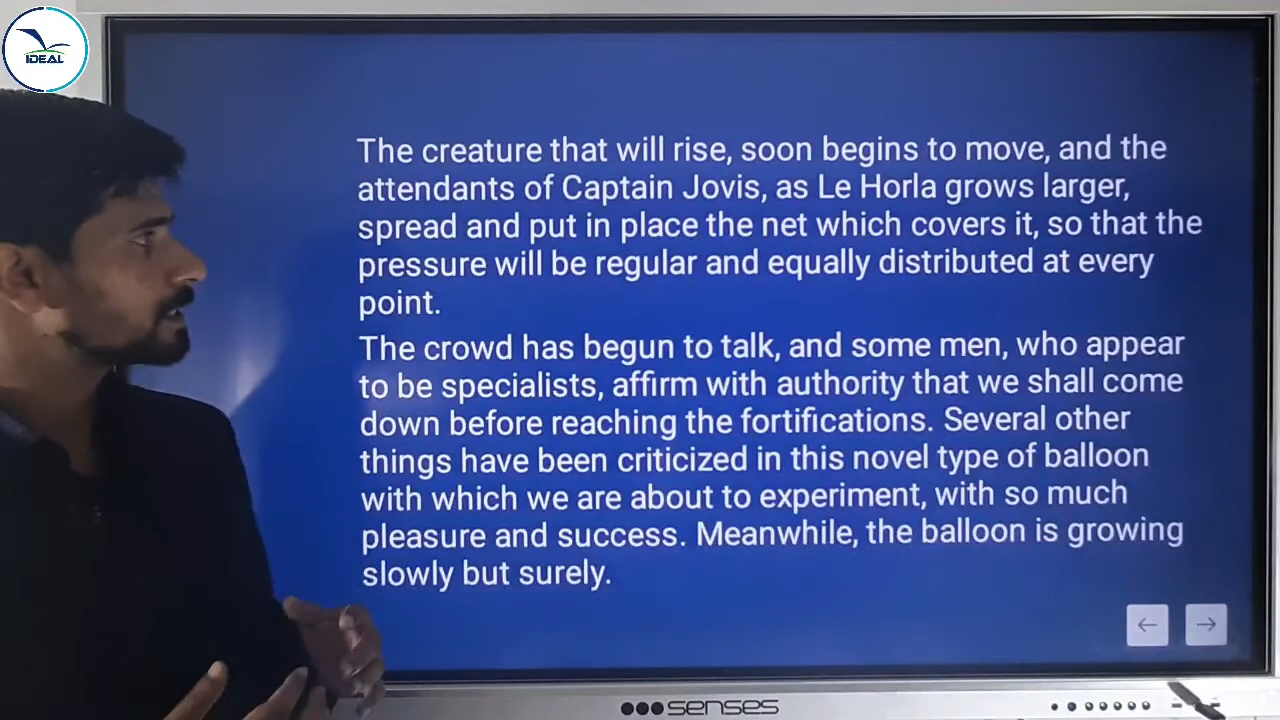 IDEAL
The creature that will rise, soon begins to move, and the
attendants of Captain Jovis, as Le Horla grows larger,
spread and put in place the net which covers it, so that the
pressure will be regular and equally distributed at every
point.
The crowd has begun to talk, and some men, who appear
to be specialists, affirm with authority that we shall come
down before reaching the fortifications. Several other
things have been criticized in this novel type of balloon
with which we are about to experiment, with so much
pleasure and success. Meanwhile, the balloon is growing
slowly but surely.
senses